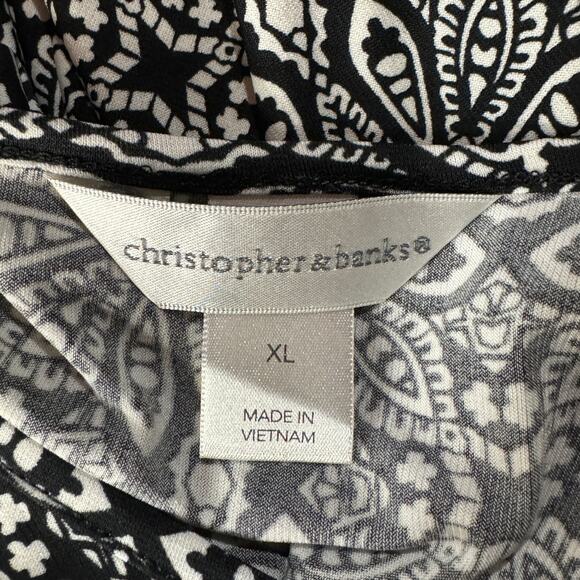 christopher & banks®
XL
MADE IN
VIETNAM